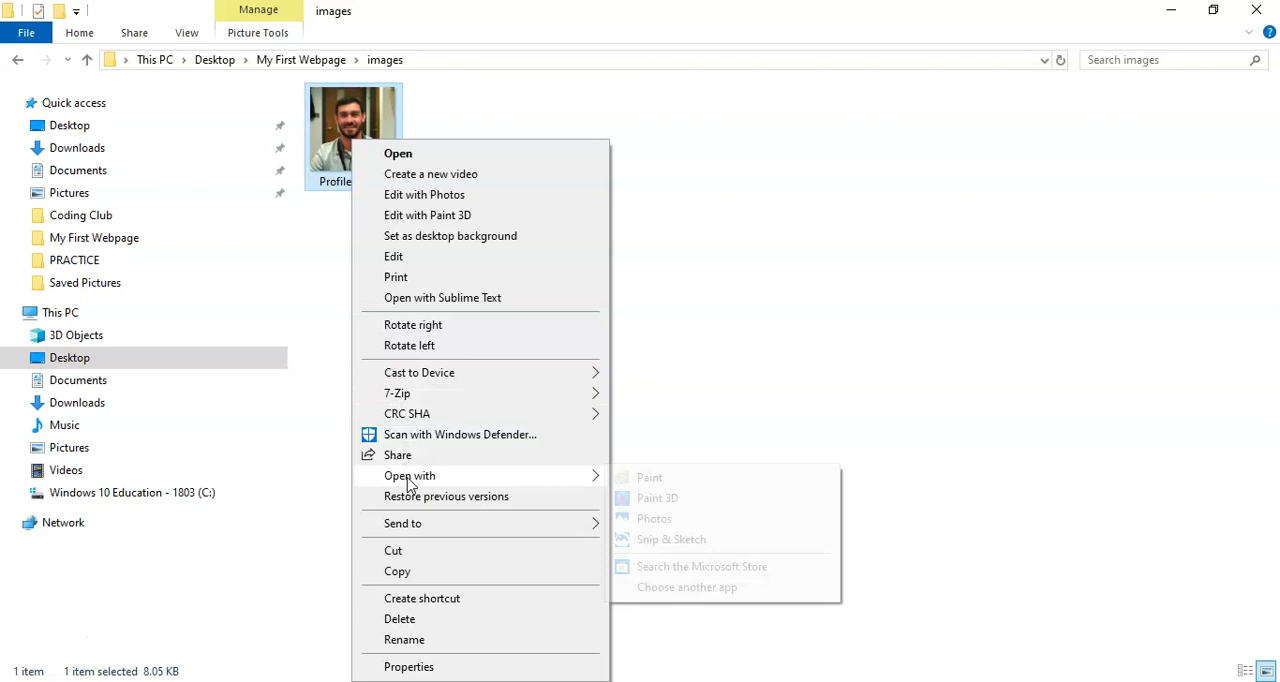 Manage
images
File
Home
Share
View
Picture Tools
This PC
Desktop
My First Webpage
images
Search images
Quick access
Desktop
Downloads
Documents
Pictures
Coding Club
My First Webpage
PRACTICE
Saved Pictures
This PC
3D Objects
Desktop
Documents
Downloads
Music
Pictures
Videos
Windows 10 Education - 1803 (C:)
Network
Profile
Open
Create a new video
Edit with Photos
Edit with Paint 3D
Set as desktop background
Edit
Print
Open with Sublime Text
Rotate right
Rotate left
Cast to Device
7-Zip
CRC SHA
Scan with Windows Defender...
Share
Open with
Restore previous versions
Send to
Cut
Copy
Create shortcut
Delete
Rename
Properties
Paint
Paint 3D
Photos
Snip & Sketch
Search the Microsoft Store
Choose another app
1 item
1 item selected 8.05 KB